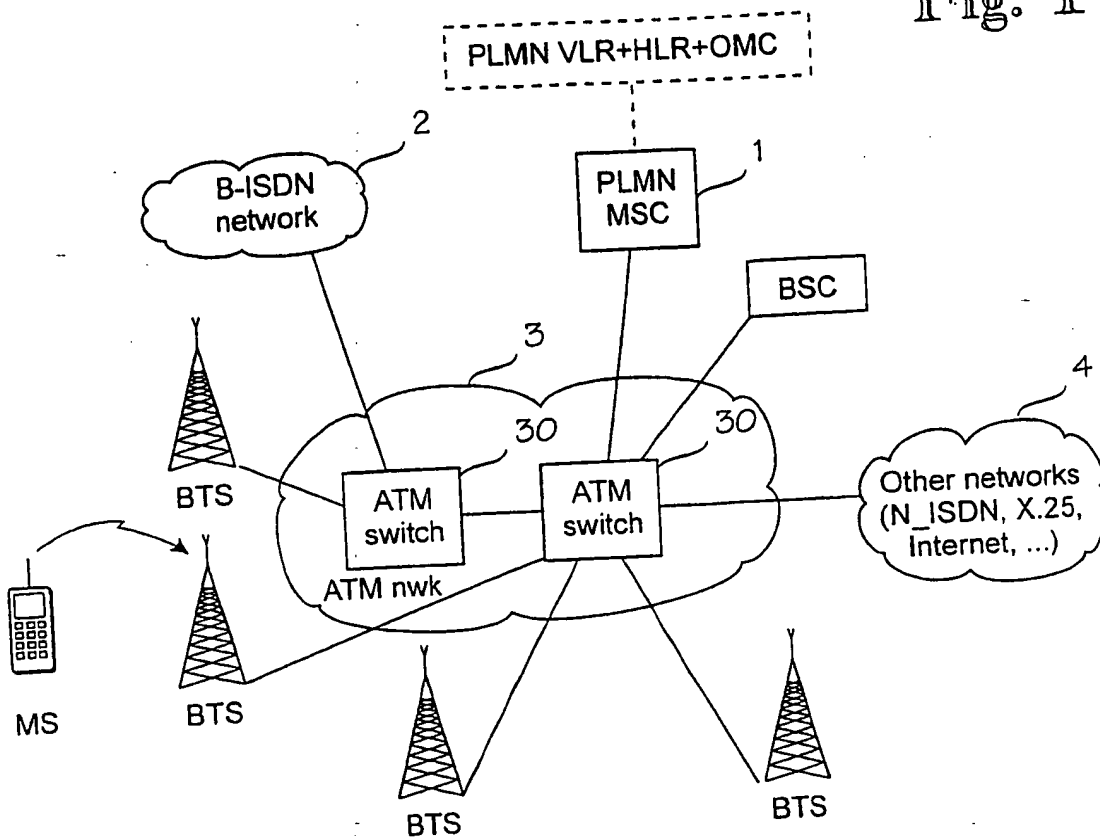 Fig. 1
PLMN VLR+HLR+OMC
2
1
B-ISDN
network
PLMN
MSC
BSC
3
4
30
30
BTS
ATM
switch
ATM
switch
Other networks
(N_ISDN, X.25,
Internet, ...)
ATM nwk
MS
BTS
BTS
BTS